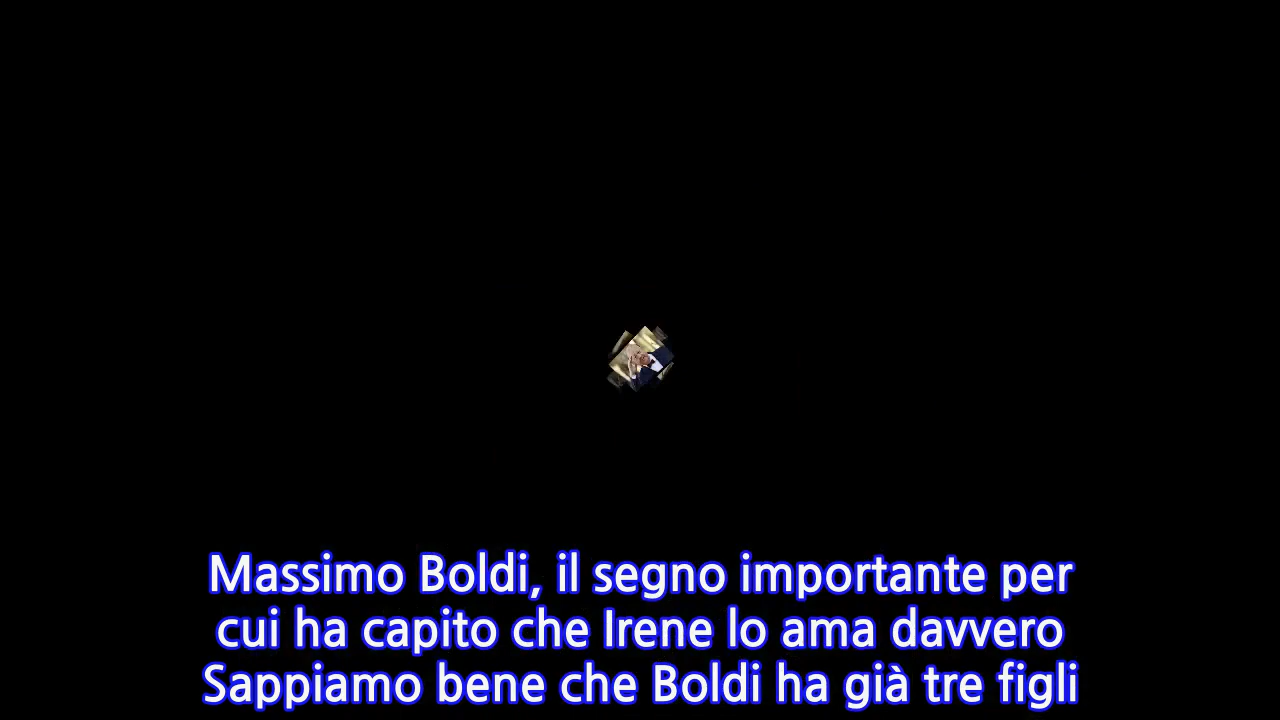 Massimo Boldi, il segno importante per
cui ha capito che Irene lo ama davvero
Sappiamo bene che Boldi ha già tre figli